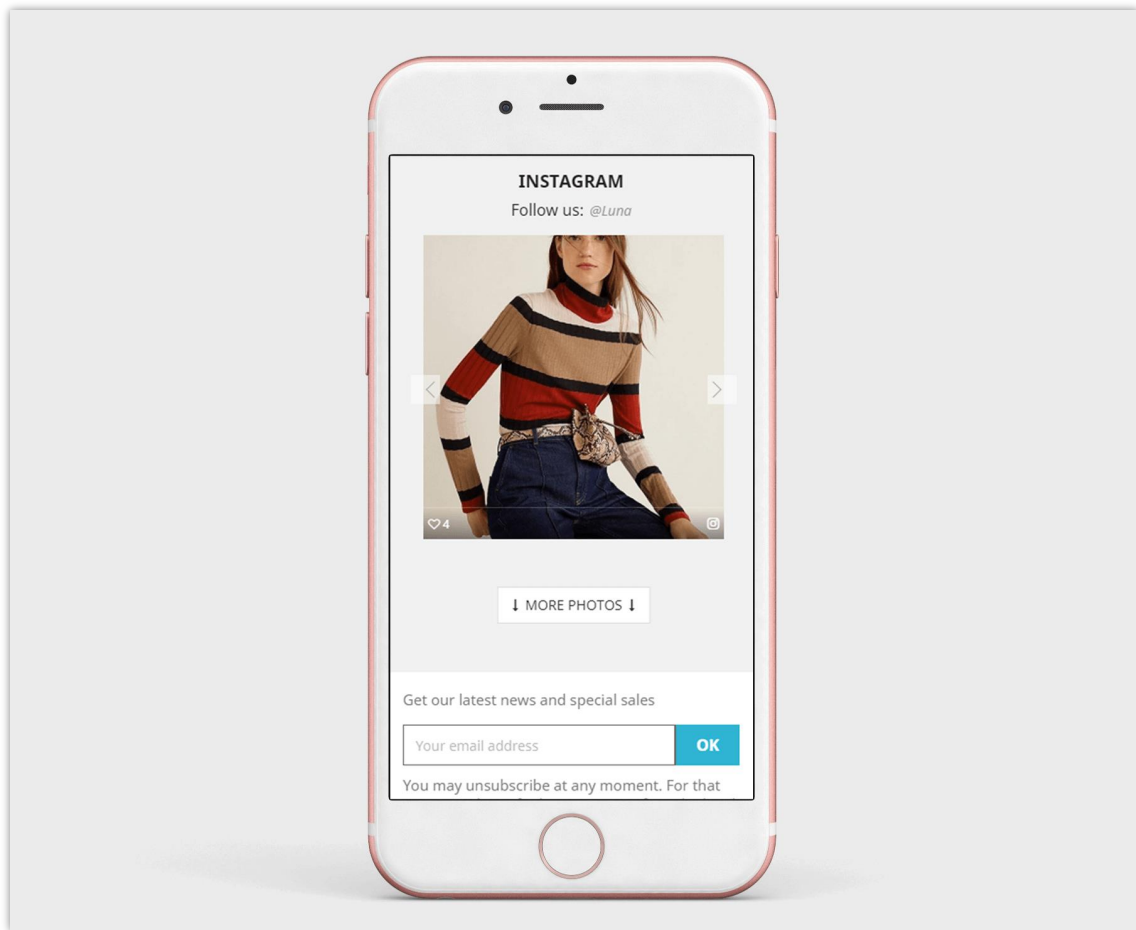 INSTAGRAM
Follow us: @Luna
4
↓ MORE PHOTOS ↓
Get our latest news and special sales
Your email address
OK
You may unsubscribe at any moment. For that